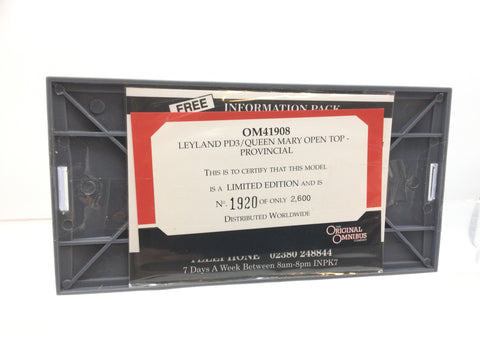 FREE
INFORMATION PACK
OM41908
LEYLAND PD3/QUEEN MARY OPEN TOP -
PROVINCIAL
THIS IS TO CERTIFY THAT THIS MODEL
IS A LIMITED EDITION AND IS
No. 1920 OF ONLY 2,600
DISTRIBUTED WORLDWIDE
ORIGINAL
OMNIBUS
TELEPHONE 02380 248844
7 Days A Week Between 8am-8pm INPK7